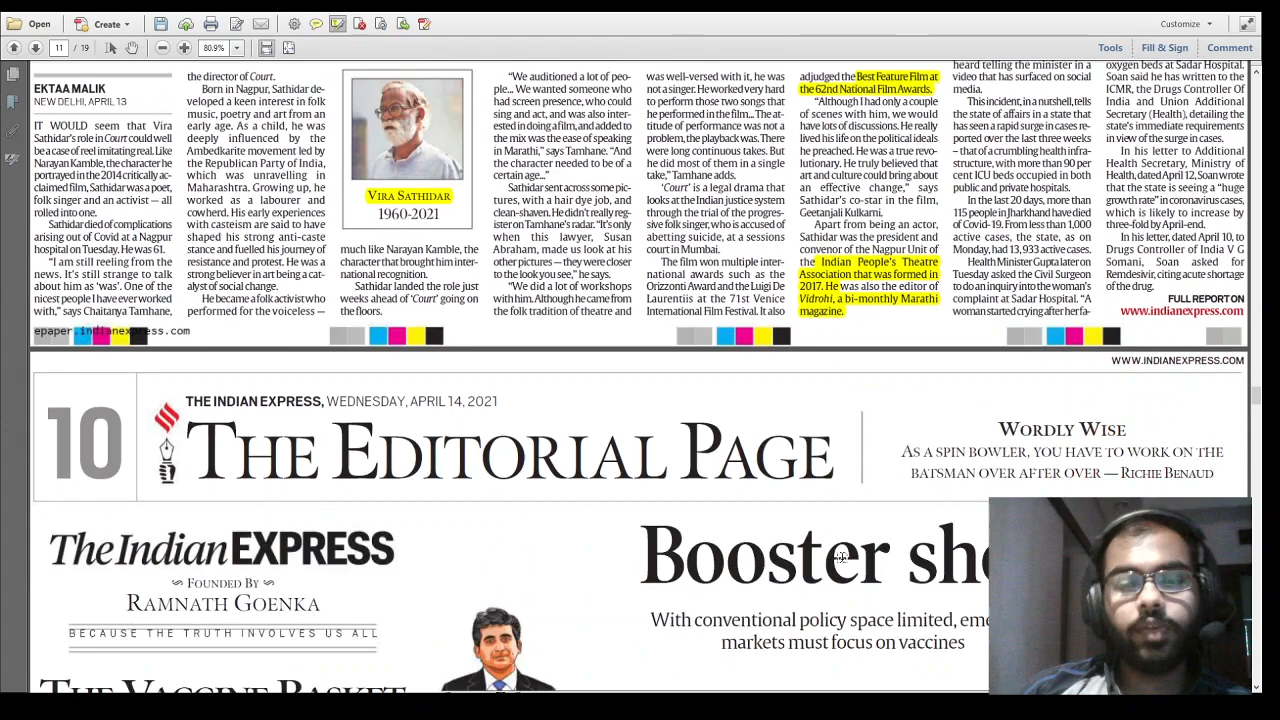 Open
Create
Customize
11 / 19
80.9%
Tools
Fill & Sign
Comment
EKTAA MALIK
NEW DELHI, APRIL 13
IT WOULD seem that Vira
Sathidar's role in Court could well
be a case of reel imitating real. Like
Narayan Kamble, the character he
portrayed in the 2014 critically ac-
claimed film, Sathidar was a poet,
folk singer and an activist — all
rolled into one.
Sathidar died of complications
arising out of Covid at a Nagpur
hospital on Tuesday. He was 61.
"I am still reeling from the
news. It's still strange to talk
about him as 'was'. One of the
nicest people I have ever worked
with," says Chaitanya Tamhane,
the director of Court.
Born in Nagpur, Sathidar de-
veloped a keen interest in folk
music, poetry and art from an
early age. As a child, he was
deeply influenced by the
Ambedkarite movement led by
the Republican Party of India,
which was unravelling in
Maharashtra. Growing up, he
worked as a labourer and
cowherd. His early experiences
with casteism are said to have
shaped his strong anti-caste
stance and fuelled his journey of
resistance and protest. He was a
strong believer in art being a cat-
alyst of social change.
He became a folk activist who
performed for the voiceless —
VIRA SATHIDAR
1960-2021
much like Narayan Kamble, the
character that brought him inter-
national recognition.
Sathidar landed the role just
weeks ahead of 'Court' going on
the floors.
"We auditioned a lot of peo-
ple... We wanted someone who
had screen presence, who could
sing and act, and was also inter-
ested in doing a film, and added to
the mix was the ease of speaking
in Marathi," says Tamhane. "And
the character needed to be of a
certain age..."
Sathidar sent across some pic-
tures, with a hair dye job, and
clean-shaven. He didn't really reg-
ister on Tamhane's radar. "It's only
when this lawyer, Susan
Abraham, made us look at his
other pictures — they were closer
to the look you see," he says.
"We did a lot of workshops
with him. Although he came from
the folk tradition of theatre and
was well-versed with it, he was
not a singer. He worked very hard
to perform those two songs that
he performed in the film... The at-
titude of performance was not a
problem, the playback was. There
were long continuous takes. But
he did most of them in a single
take," Tamhane adds.
'Court' is a legal drama that
looks at the Indian justice system
through the trial of the progres-
sive folk singer, who is accused of
abetting suicide, at a sessions
court in Mumbai.
The film won multiple inter-
national awards such as the
Orizzonti Award and the Luigi De
Laurentiis at the 71st Venice
International Film Festival. It also
adjudged the Best Feature Film at
the 62nd National Film Awards.
"Although I had only a couple
of scenes with him, we would
have lots of discussions. He really
lived his life on the political ideals
he preached. He was a true revo-
lutionary. He truly believed that
art and culture could bring about
an effective change," says
Sathidar's co-star in the film,
Geetanjali Kulkarni.
Apart from being an actor,
Sathidar was the president and
convenor of the Nagpur Unit of
the Indian People's Theatre
Association that was formed in
2017. He was also the editor of
Vidrohi, a bi-monthly Marathi
magazine.
heard telling the minister in a
video that has surfaced on social
media.
This incident, in a nutshell, tells
the state of affairs in a state that
has seen a rapid surge in cases re-
ported over the last three weeks
– that of a crumbling health infra-
structure, with more than 90 per
cent ICU beds occupied in both
public and private hospitals.
In the last 20 days, more than
115 people in Jharkhand have died
of Covid-19. From less than 1,000
active cases, the state, as on
Monday, had 13,933 active cases.
Health Minister Gupta later on
Tuesday asked the Civil Surgeon
to do an inquiry into the woman's
complaint at Sadar Hospital. "A
woman started crying after her fa-
oxygen beds at Sadar Hospital.
Soan said he has written to the
ICMR, the Drugs Controller Of
India and Union Additional
Secretary (Health), detailing the
state's immediate requirements
in view of the surge in cases.
In his letter to Additional
Health Secretary, Ministry of
Health, dated April 12, Soan wrote
that the state is seeing a "huge
growth rate" in coronavirus cases,
which is likely to increase by
three-fold by April-end.
In his letter, dated April 10, to
Drugs Controller of India V G
Somani, Soan asked for
Remdesivir, citing acute shortage
of the drug.
FULL REPORT ON
www.indianexpress.com
epaper.indianexpress.com
WWW.INDIANEXPRESS.COM
10
THE INDIAN EXPRESS, WEDNESDAY, APRIL 14, 2021
THE EDITORIAL PAGE
WORDLY WISE
AS A SPIN BOWLER, YOU HAVE TO WORK ON THE
BATSMAN OVER AFTER OVER — RICHIE BENAUD
The Indian EXPRESS
FOUNDED BY
RAMNATH GOENKA
BECAUSE THE TRUTH INVOLVES US ALL
THE VACCINE BASKET
Booster sho
With conventional policy space limited, eme
markets must focus on vaccines